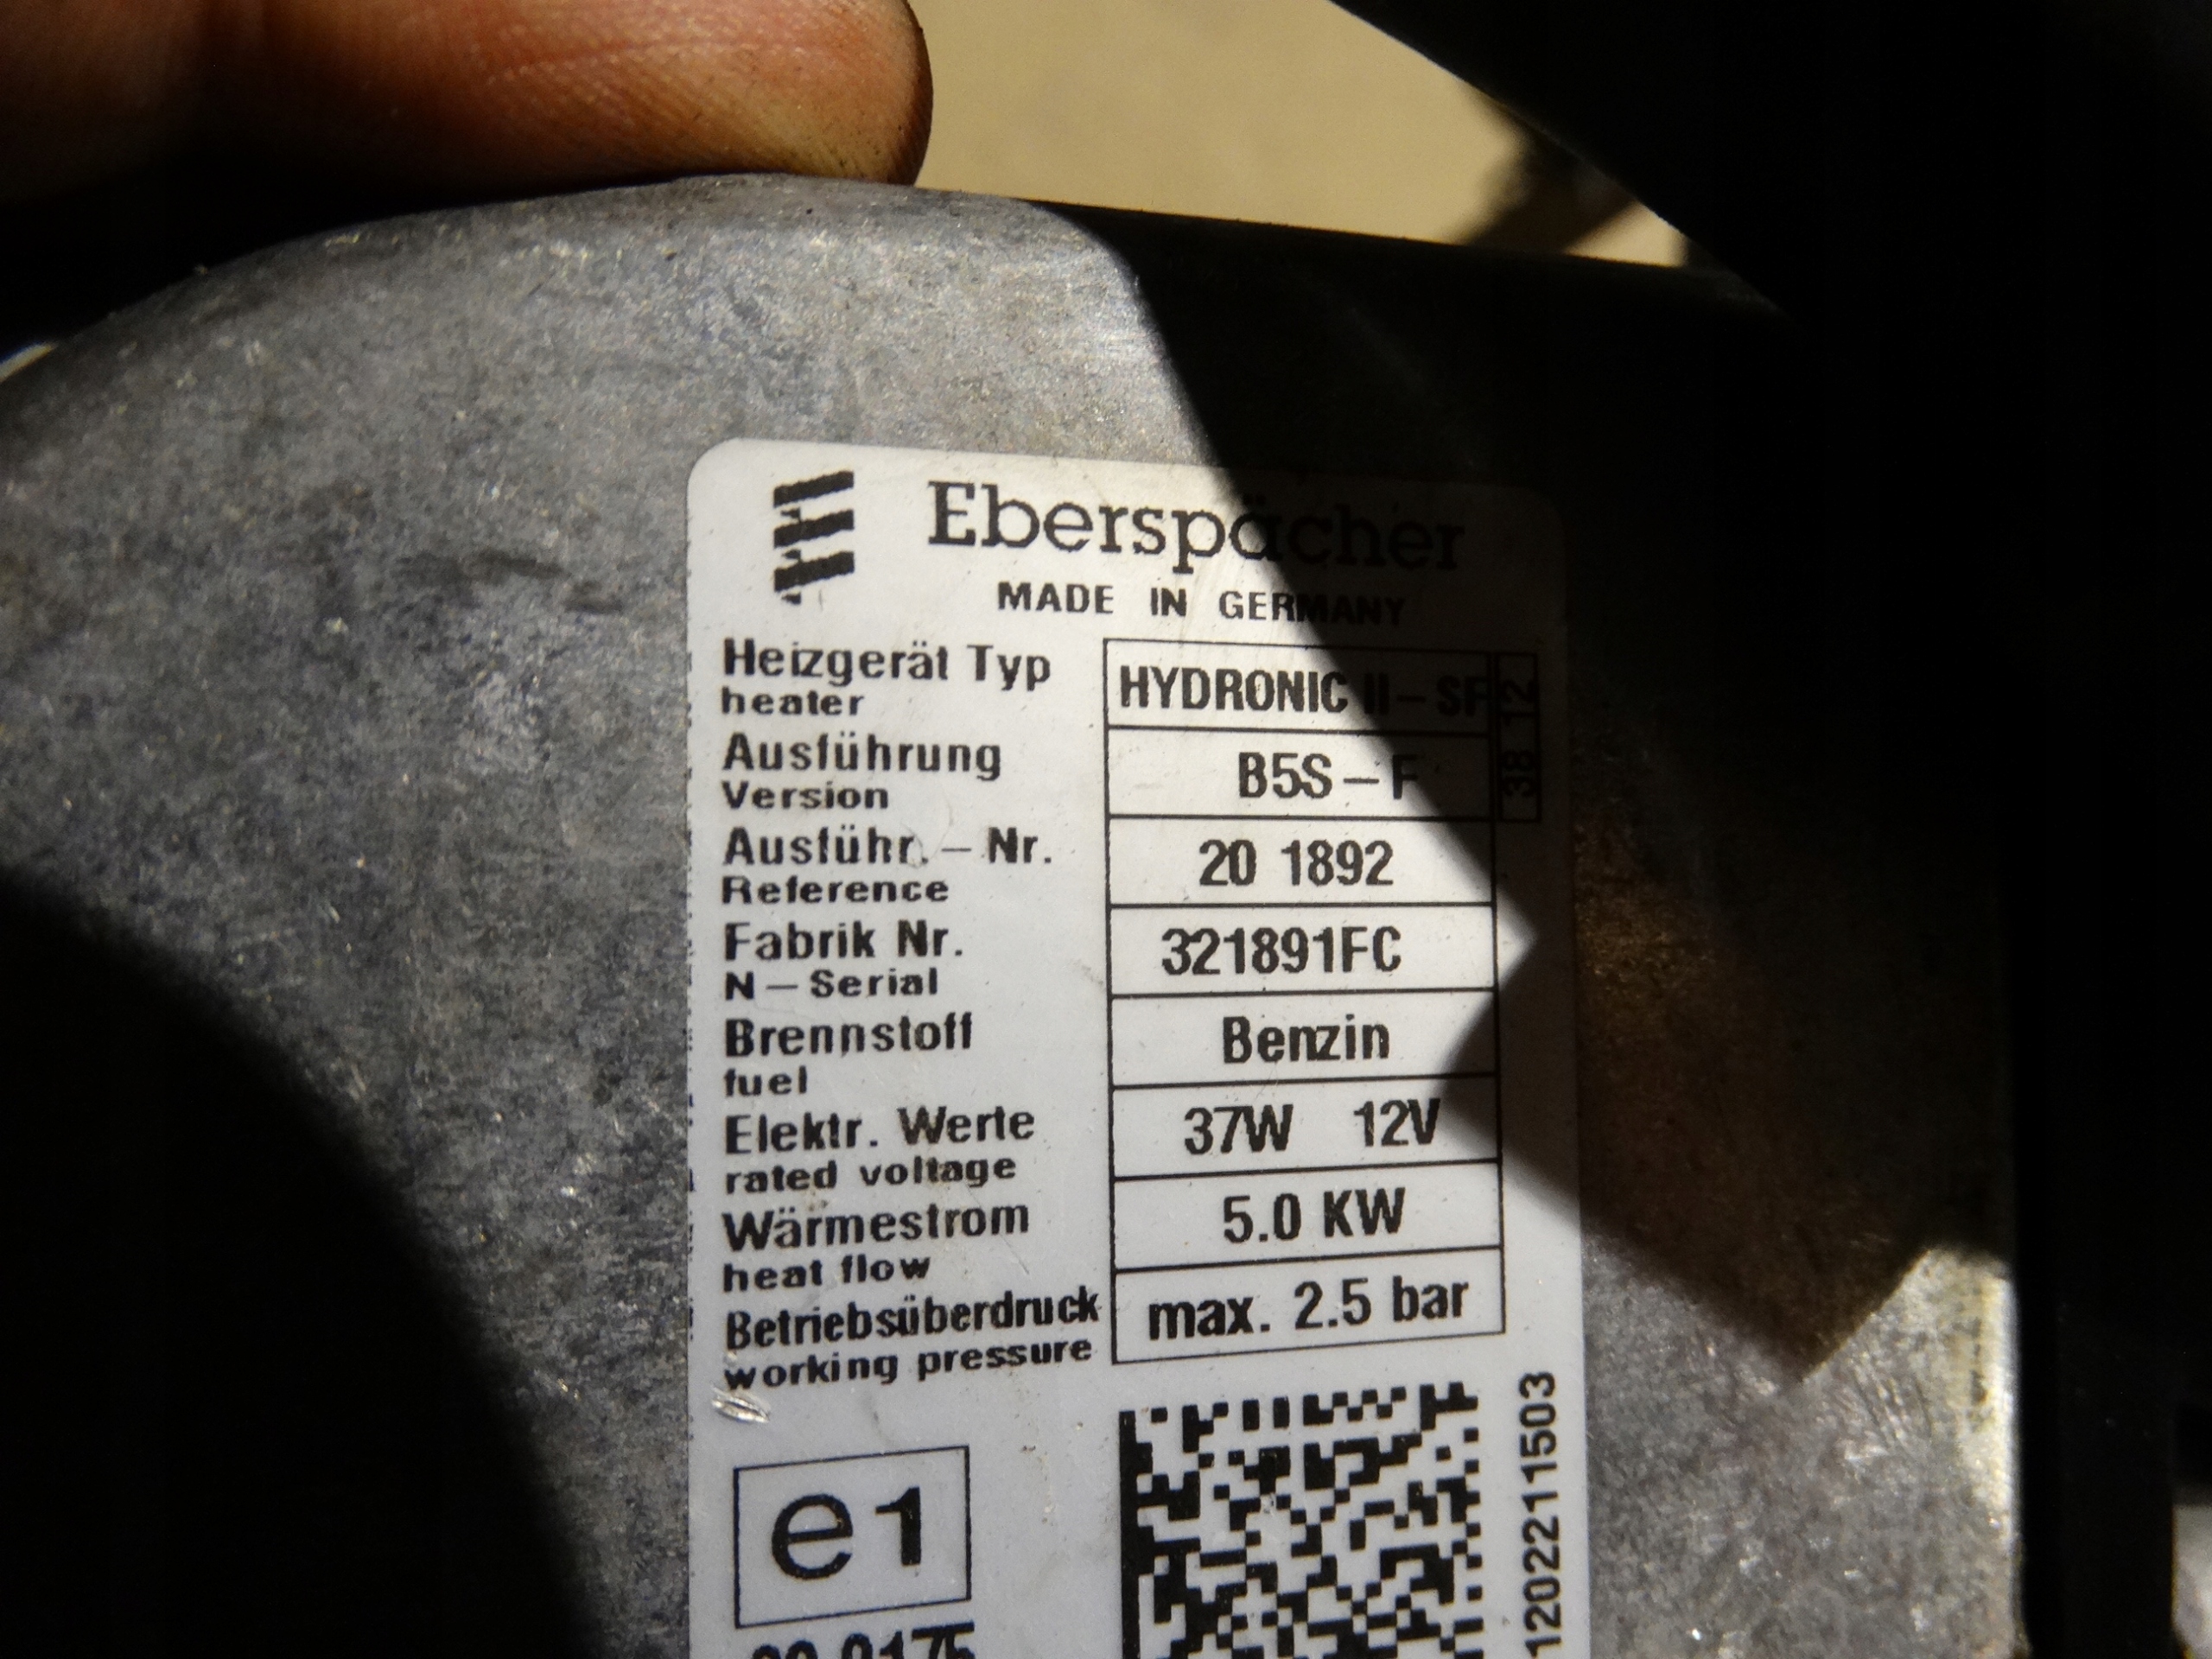 Eberspächer
MADE IN GERMANY
Heizgerät Typ HYDRONIC II – SF
heater
38 12
Ausführung B5S – F
Version
Ausführ. – Nr. 20 1892
Reference
Fabrik Nr. 321891FC
N – Serial
Brennstoff Benzin
fuel
Elektr. Werte 37W 12V
rated voltage
Wärmestrom 5.0 KW
heat flow
Betriebsüberdruck max. 2.5 bar
working pressure
e1
1202211503